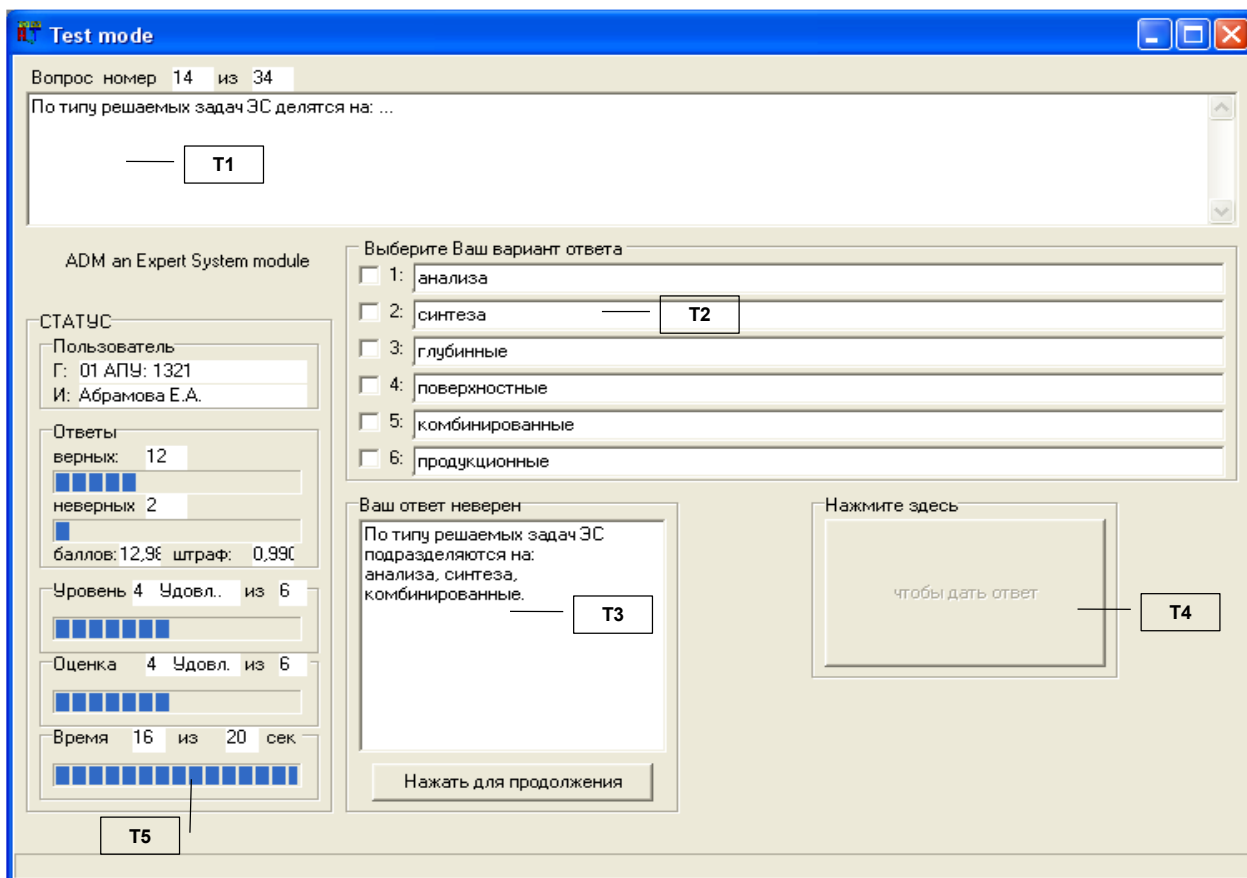 Test mode
Вопрос номер 14 из 34
По типу решаемых задач ЭС делятся на: ...
T1
ADM an Expert System module
Выберите Ваш вариант ответа
1: анализа
2: синтеза
T2
3: глубинные
4: поверхностные
5: комбинированные
6: продукционные
СТАТУС
Пользователь
Г: 01 АПУ: 1321
И: Абрамова Е.А.
Ответы
верных: 12
неверных 2
баллов: 12,98 штраф: 0,990
Уровень 4 Удовл.. из 6
Оценка 4 Удовл. из 6
Время 16 из 20 сек
T5
Ваш ответ неверен
По типу решаемых задач ЭС
подразделяются на:
анализа, синтеза,
комбинированные.
T3
Нажать для продолжения
Нажмите здесь
чтобы дать ответ
T4